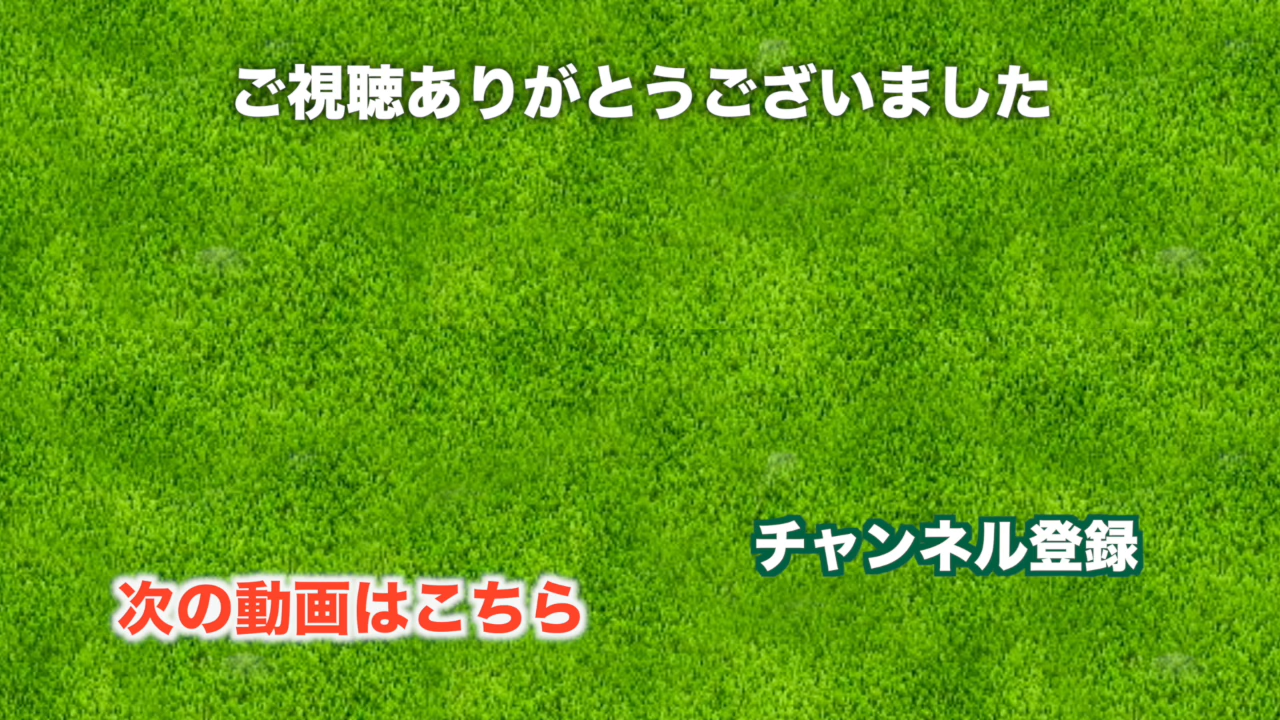 ご視聴ありがとうございました
チャンネル登録
次の動画はこちら